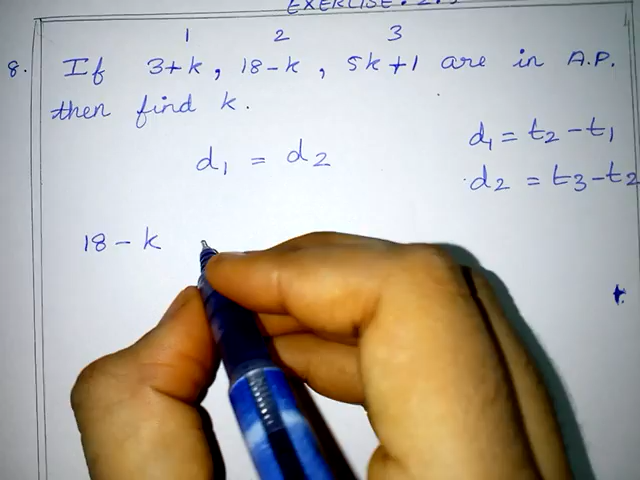 1 2 3
8. If 3+k, 18-k, 5k+1 are in A.P.
then find k.
d₁ = d₂
d₁ = t₂ - t₁
d₂ = t₃ - t₂
18 - k